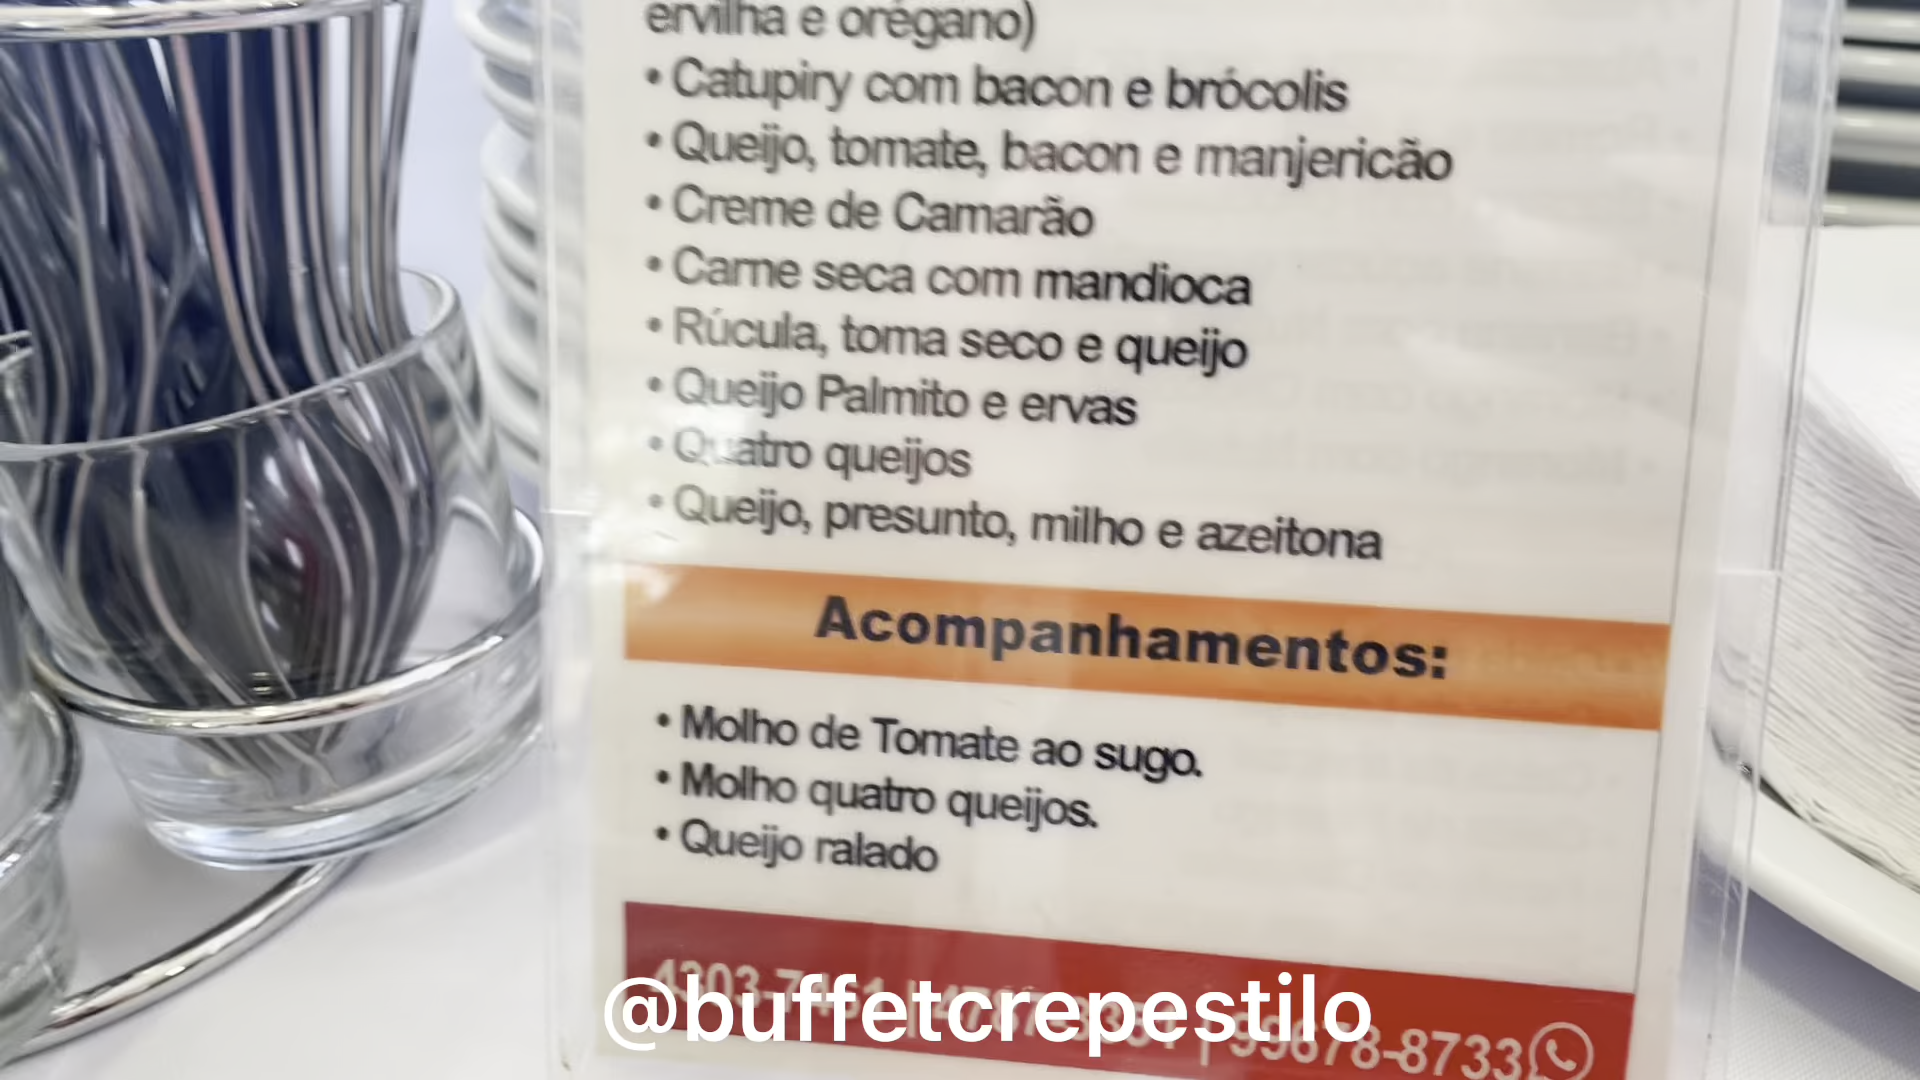 ervilha e orégano)
• Catupiry com bacon e brócolis
• Queijo, tomate, bacon e manjericão
• Creme de Camarão
• Carne seca com mandioca
• Rúcula, toma seco e queijo
• Queijo Palmito e ervas
• Quatro queijos
• Queijo, presunto, milho e azeitona
Acompanhamentos:
• Molho de Tomate ao sugo.
• Molho quatro queijos.
• Queijo ralado
| 99678-8733
@buffetcrepestilo